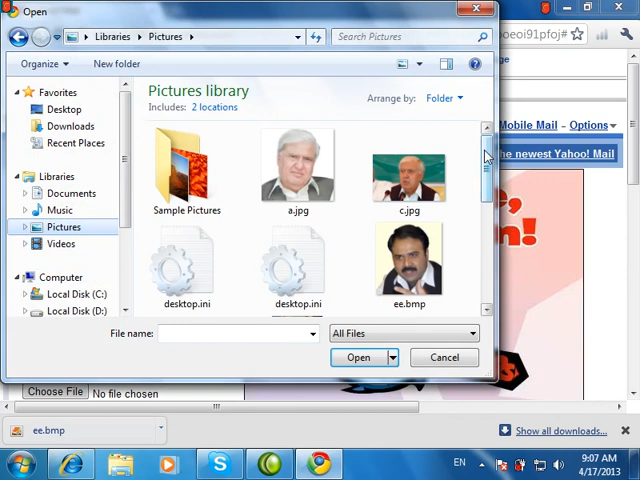 Open
Libraries
Pictures
Search Pictures
Organize
New folder
Favorites
Desktop
Downloads
Recent Places
Libraries
Documents
Music
Pictures
Videos
Computer
Local Disk (C:)
Local Disk (D:)
Pictures library
Includes: 2 locations
Arrange by: Folder
Sample Pictures
a.jpg
c.jpg
desktop.ini
desktop.ini
ee.bmp
File name:
All Files
Open
Cancel
poeoi91pfoj#
ge
Mobile Mail - Options
he newest Yahoo! Mail
Choose File No file chosen
ee.bmp
Show all downloads...
EN
9:07 AM
4/17/2013